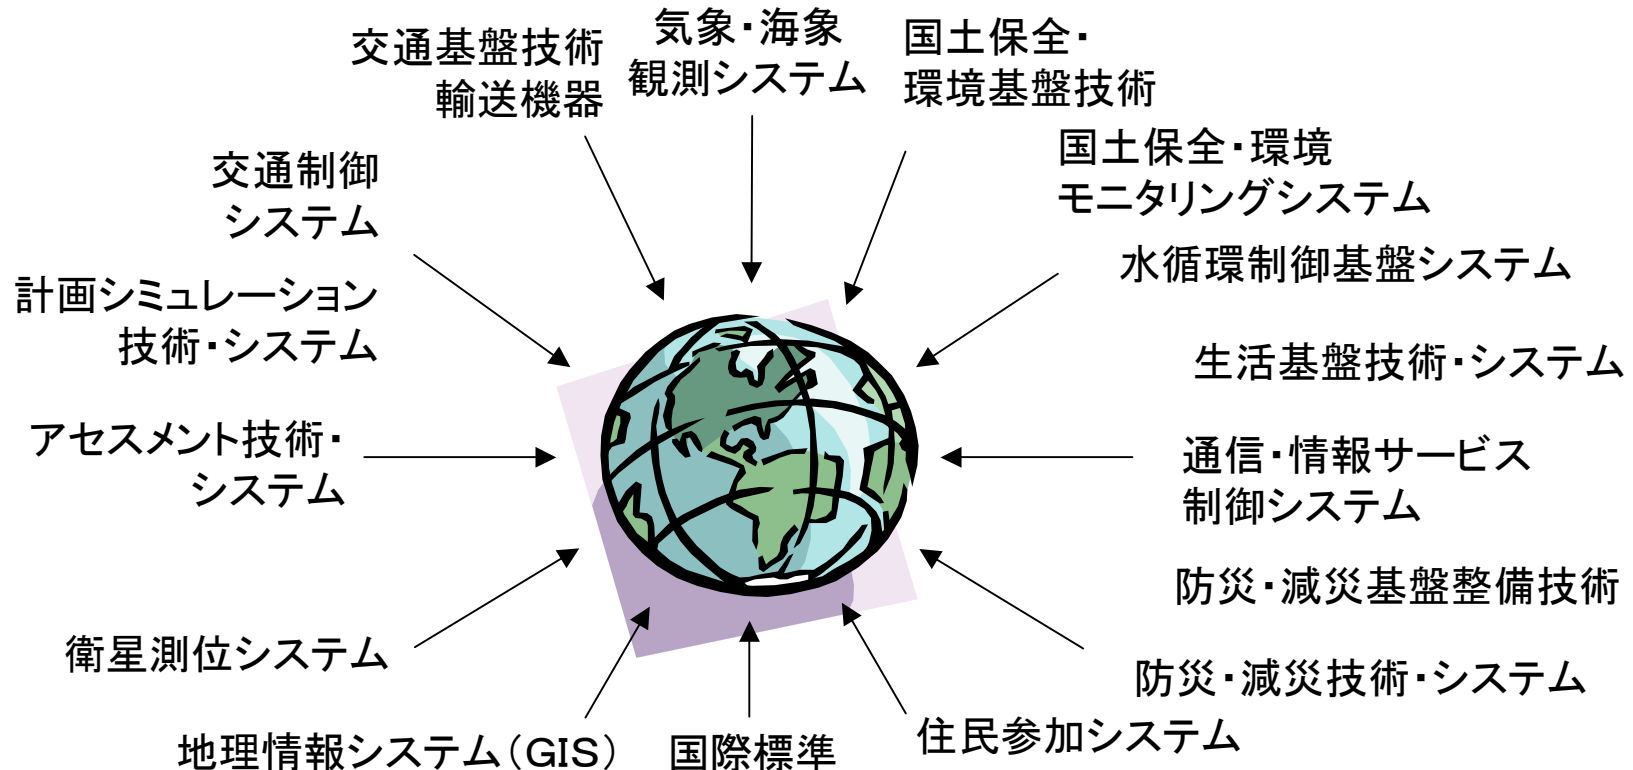 交通基盤技術
輸送機器
気象・海象
観測システム
国土保全・
環境基盤技術
国土保全・環境
モニタリングシステム
交通制御
システム
水循環制御基盤システム
計画シミュレーション
技術・システム
生活基盤技術・システム
アセスメント技術・
システム
通信・情報サービス
制御システム
防災・減災基盤整備技術
衛星測位システム
防災・減災技術・システム
地理情報システム（GIS）
国際標準
住民参加システム